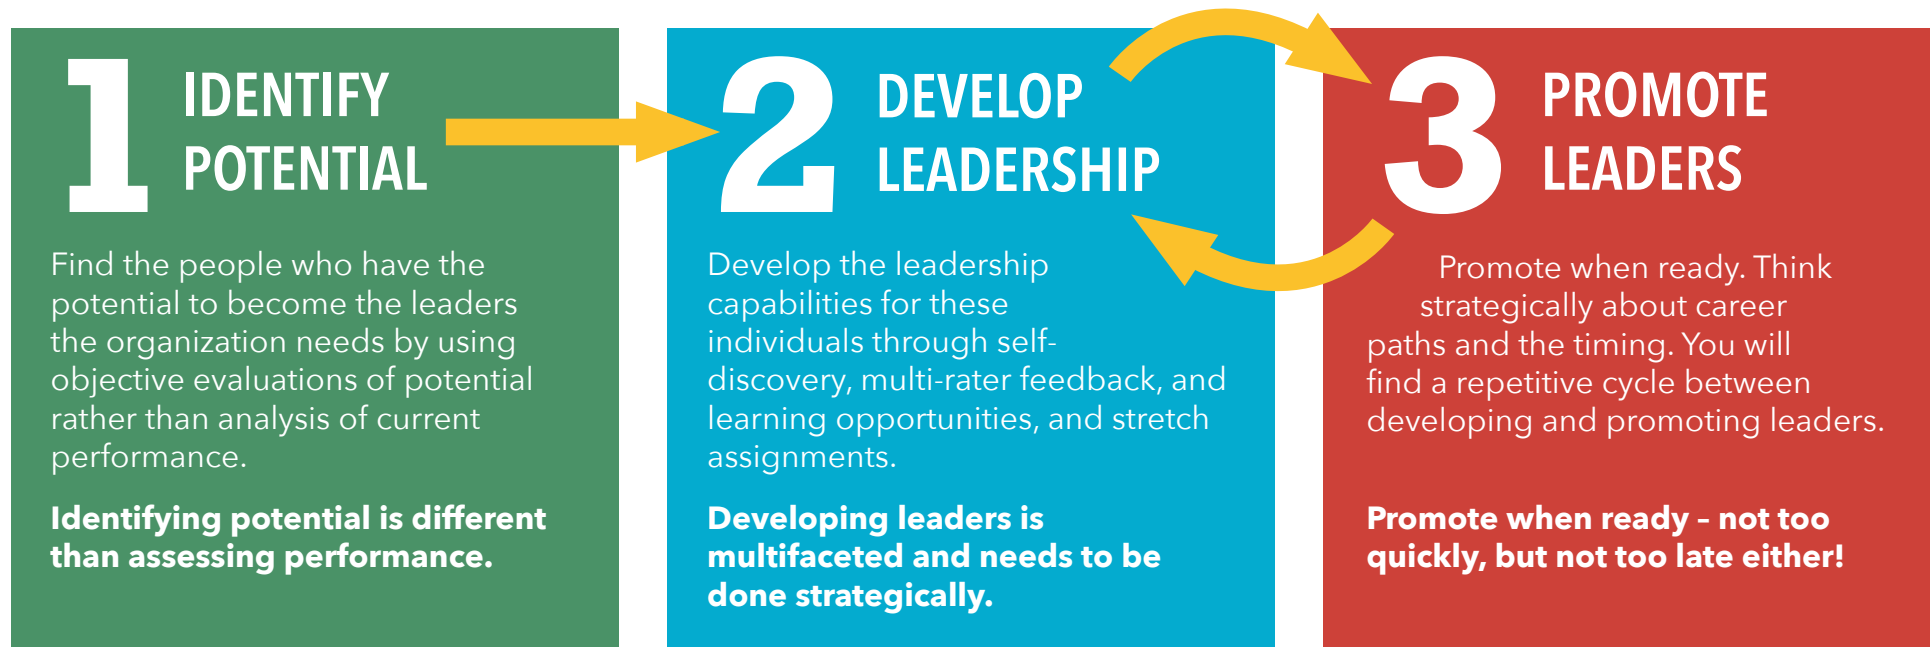 1
IDENTIFY
POTENTIAL
Find the people who have the
potential to become the leaders
the organization needs by using
objective evaluations of potential
rather than analysis of current
performance.
Identifying potential is different
than assessing performance.
2
DEVELOP
LEADERSHIP
Develop the leadership
capabilities for these
individuals through self-
discovery, multi-rater feedback, and
learning opportunities, and stretch
assignments.
Developing leaders is
multifaceted and needs to be
done strategically.
3
PROMOTE
LEADERS
Promote when ready. Think
strategically about career
paths and the timing. You will
find a repetitive cycle between
developing and promoting leaders.
Promote when ready – not too
quickly, but not too late either!